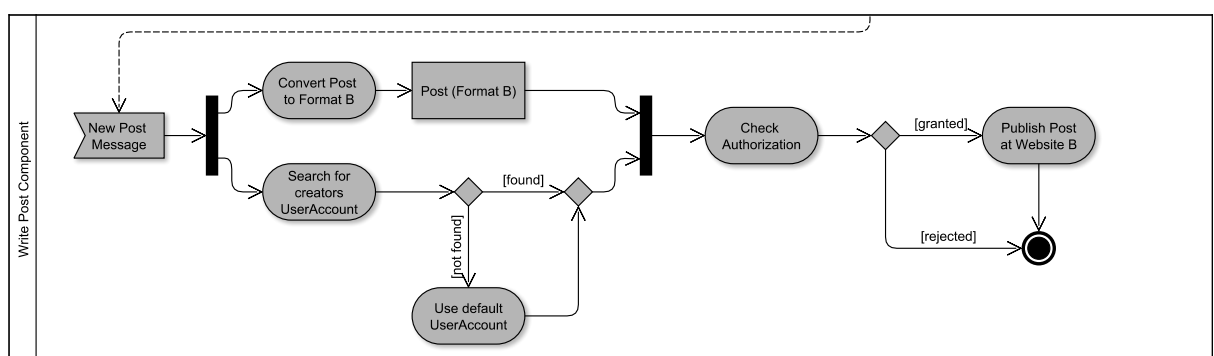 Write Post Component
New Post
Message
Convert Post
to Format B
Post (Format B)
Search for
creators
UserAccount
[found]
[not found]
Use default
UserAccount
Check
Authorization
[granted]
[rejected]
Publish Post
at Website B